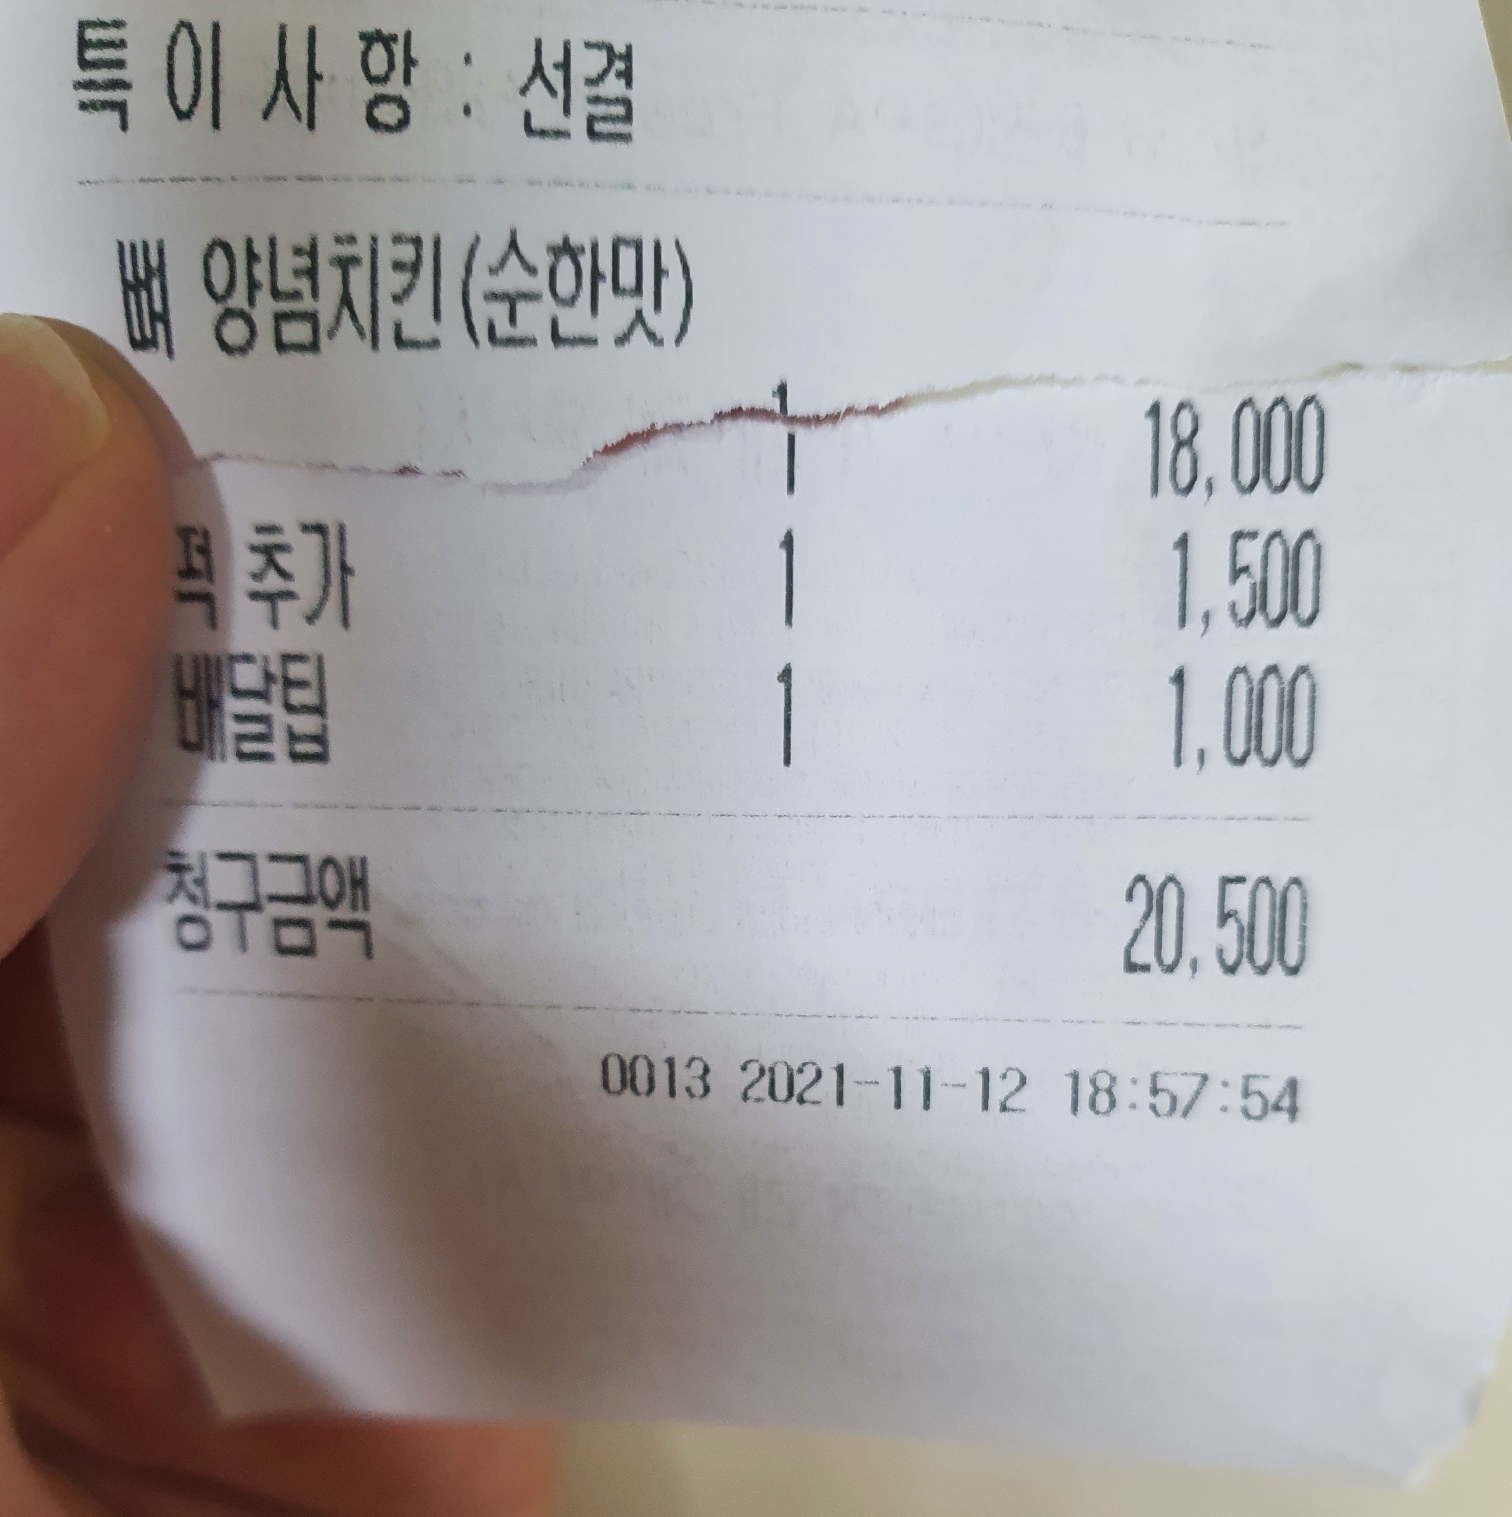 특 이 사 항 : 선결
뼈 양념치킨(순한맛)
1 18,000
추가 1 1,500
배달팁 1 1,000
청구금액 20,500
0013 2021-11-12 18:57:54